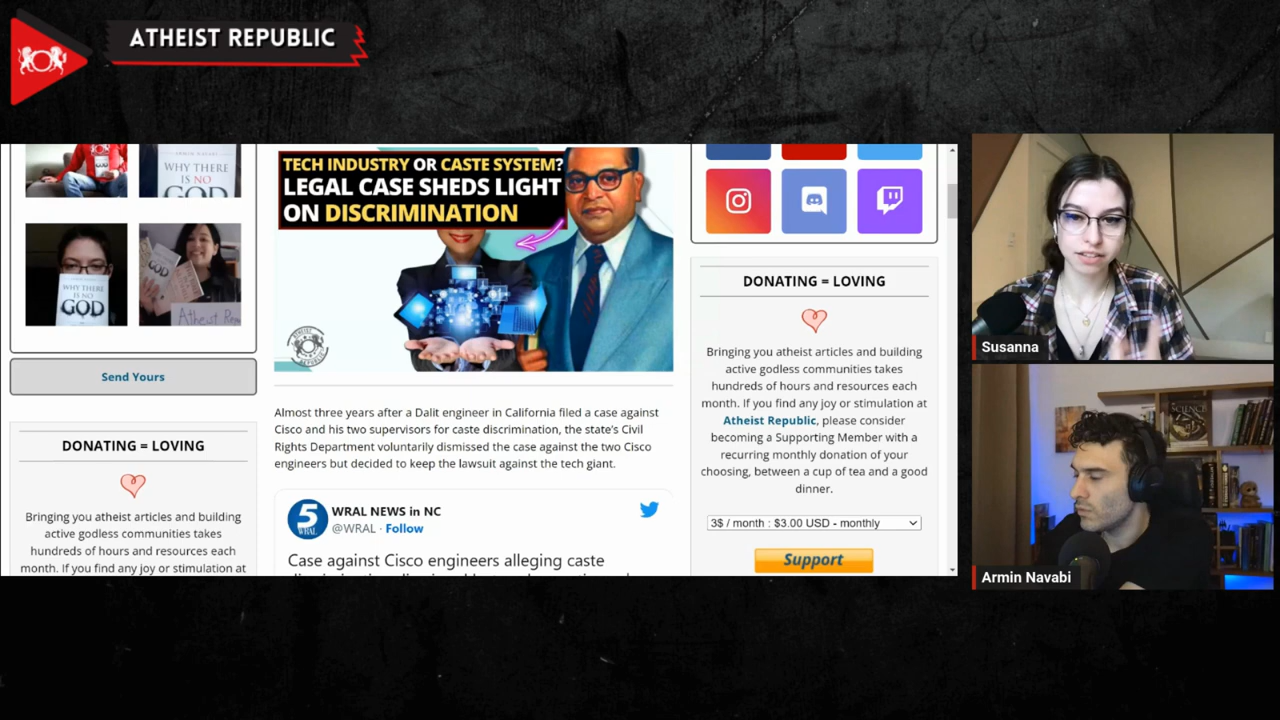 ATHEIST REPUBLIC
WHY THERE
IS NO
GOD
WHY THERE
IS NO
GOD
GOD
Atheist Rep
Send Yours
DONATING = LOVING
Bringing you atheist articles and building
active godless communities takes
hundreds of hours and resources each
month. If you find any joy or stimulation at
TECH INDUSTRY OR CASTE SYSTEM?
LEGAL CASE SHEDS LIGHT
ON DISCRIMINATION
ATHEIST
REPUBLIC
Almost three years after a Dalit engineer in California filed a case against
Cisco and his two supervisors for caste discrimination, the state's Civil
Rights Department voluntarily dismissed the case against the two Cisco
engineers but decided to keep the lawsuit against the tech giant.
5
WRAL
WRAL NEWS in NC
@WRAL · Follow
Case against Cisco engineers alleging caste
DONATING = LOVING
Bringing you atheist articles and building
active godless communities takes
hundreds of hours and resources each
month. If you find any joy or stimulation at
Atheist Republic, please consider
becoming a Supporting Member with a
recurring monthly donation of your
choosing, between a cup of tea and a good
dinner.
3$ / month : $3.00 USD - monthly
Support
Susanna
SCIENCE
Armin Navabi